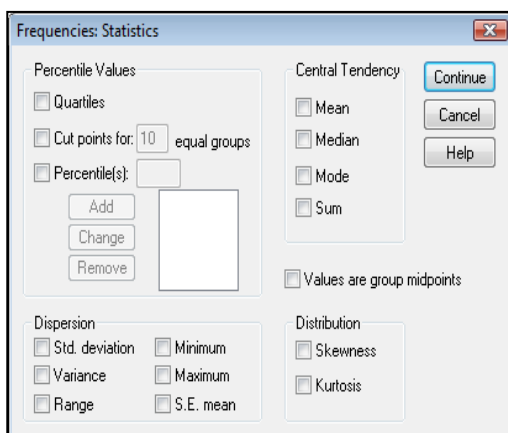 Frequencies: Statistics
Percentile Values
Quartiles
Cut points for: 10 equal groups
Percentile(s):
Add
Change
Remove
Central Tendency
Mean
Median
Mode
Sum
Continue
Cancel
Help
Values are group midpoints
Dispersion
Std. deviation Minimum
Variance Maximum
Range S.E. mean
Distribution
Skewness
Kurtosis